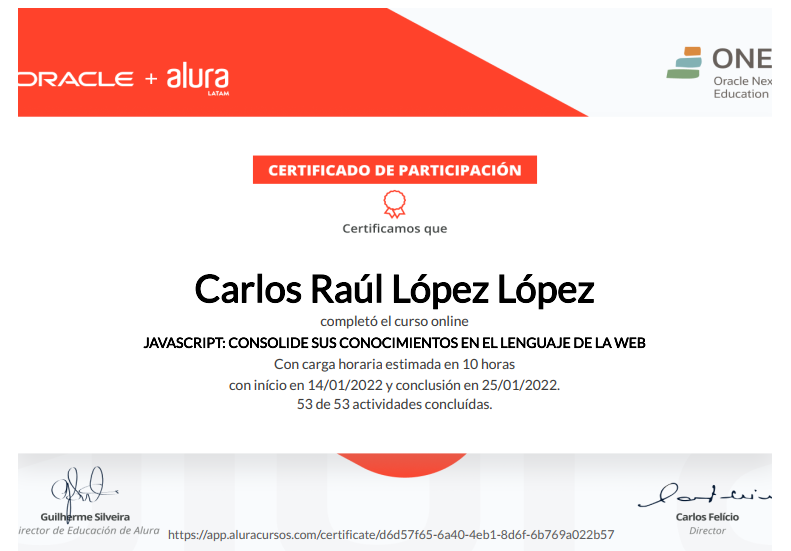 ORACLE + alura
LATAM
ONE
Oracle Nex
Education
CERTIFICADO DE PARTICIPACIÓN
Certificamos que
Carlos Raúl López López
completó el curso online
JAVASCRIPT: CONSOLIDE SUS CONOCIMIENTOS EN EL LENGUAJE DE LA WEB
Con carga horaria estimada en 10 horas
con início en 14/01/2022 y conclusión en 25/01/2022.
53 de 53 actividades concluídas.
Guilherme Silveira
irector de Educación de Alura
https://app.aluracursos.com/certificate/d6d57f65-6a40-4eb1-8d6f-6b769a022b57
Carlos Felício
Director